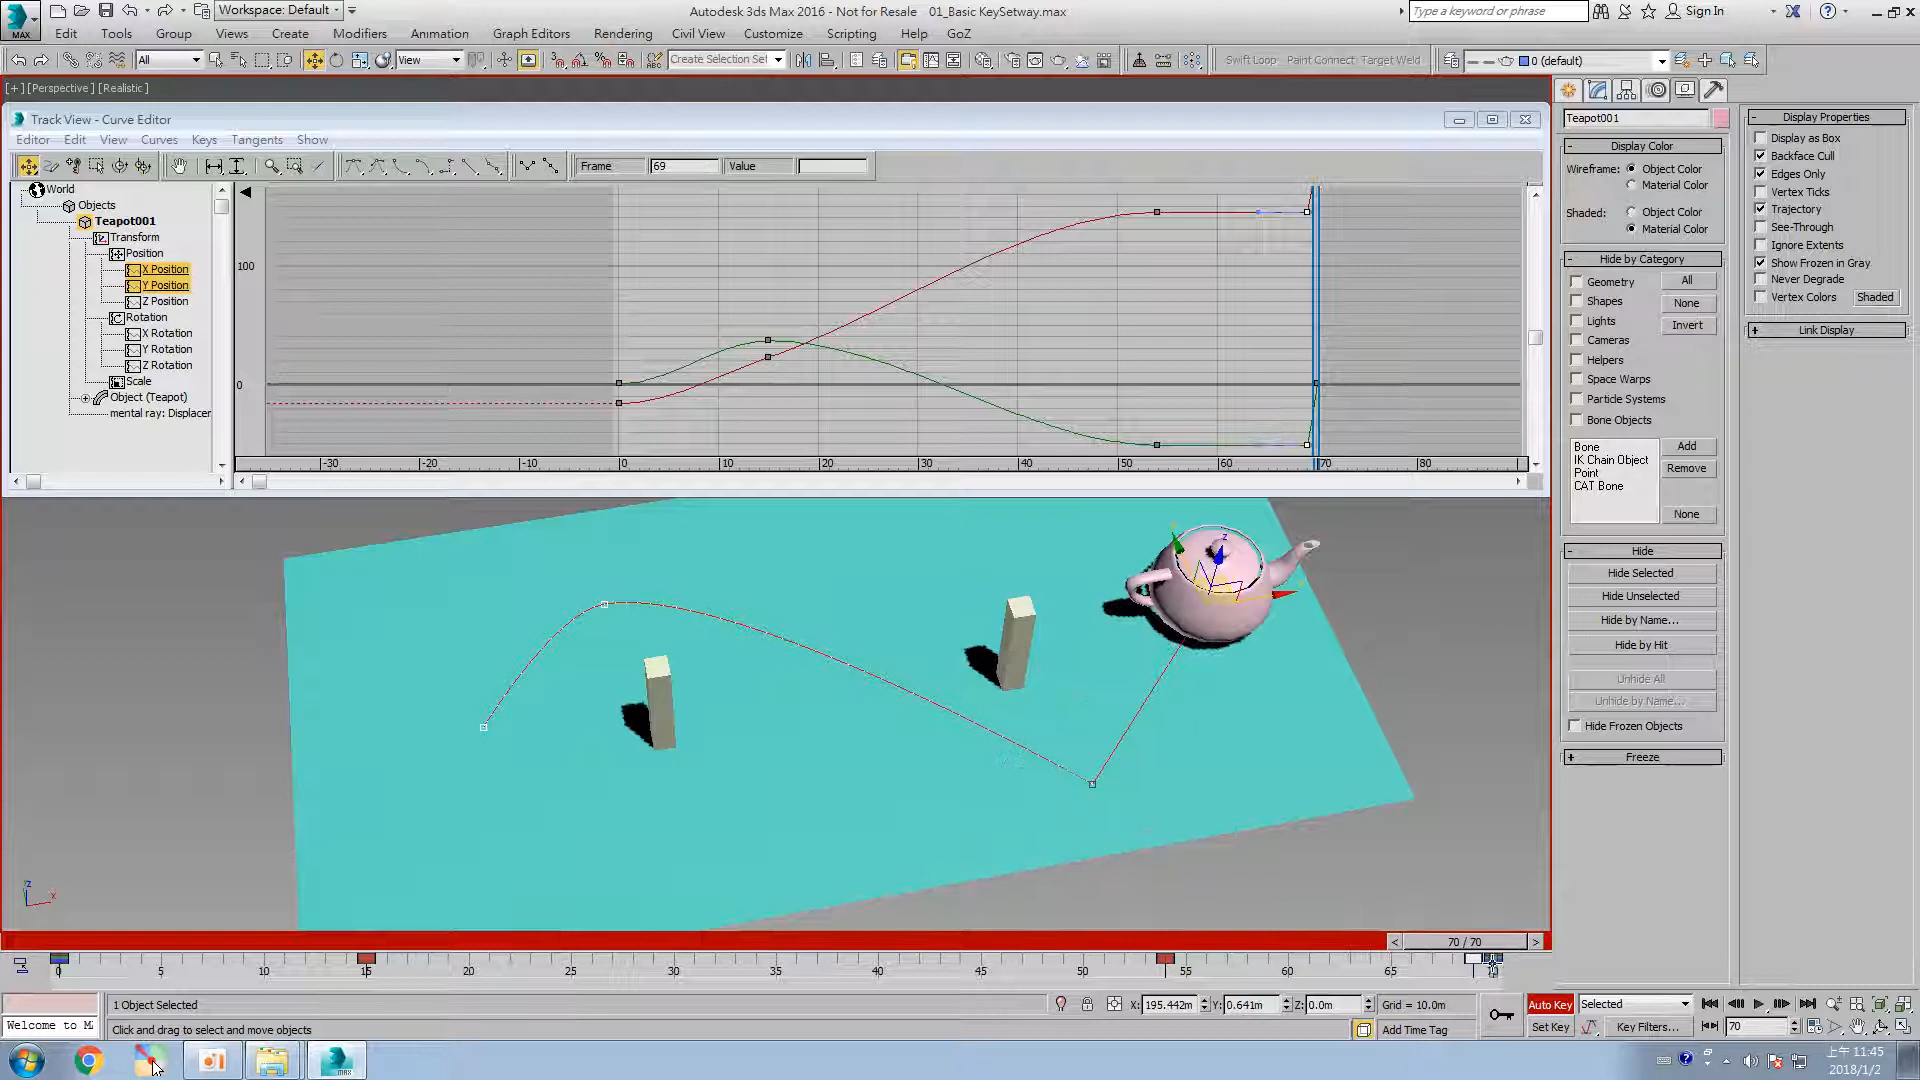 Workspace: Default
Autodesk 3ds Max 2016 - Not for Resale 01_Basic KeySetway.max
Type a keyword or phrase
Sign In
MAX
Edit Tools Group Views Create Modifiers Animation Graph Editors Rendering Civil View Customize Scripting Help GoZ
All
View
Create Selection Set
Swift Loop Paint Connect Target Weld
0 (default)
[+] [Perspective] [Realistic]
Track View - Curve Editor
Editor Edit View Curves Keys Tangents Show
Frame 69 Value
World
Objects
Teapot001
Transform
Position
X Position
Y Position
Z Position
Rotation
X Rotation
Y Rotation
Z Rotation
Scale
Object (Teapot)
mental ray: Displacer
100
0
-30 -20 -10 0 10 20 30 40 50 60 70 80
Teapot001
Display Color
Wireframe: Object Color
Material Color
Shaded: Object Color
Material Color
Hide by Category
Geometry All
Shapes None
Lights Invert
Cameras
Helpers
Space Warps
Particle Systems
Bone Objects
Bone
IK Chain Object
Point
CAT Bone
Add
Remove
None
Hide
Hide Selected
Hide Unselected
Hide by Name...
Hide by Hit
Unhide All
Unhide by Name...
Hide Frozen Objects
Freeze
Display Properties
Display as Box
Backface Cull
Edges Only
Vertex Ticks
Trajectory
See-Through
Ignore Extents
Show Frozen in Gray
Never Degrade
Vertex Colors Shaded
Link Display
z
z
x
70 / 70
0 5 10 15 20 25 30 35 40 45 50 55 60 65
1 Object Selected
X: 195.442m Y: 0.641m Z: 0.0m Grid = 10.0m
Auto Key Selected
Welcome to M
Click and drag to select and move objects
Add Time Tag
Set Key Key Filters... 70
MAX
上午 11:45
2018/1/2